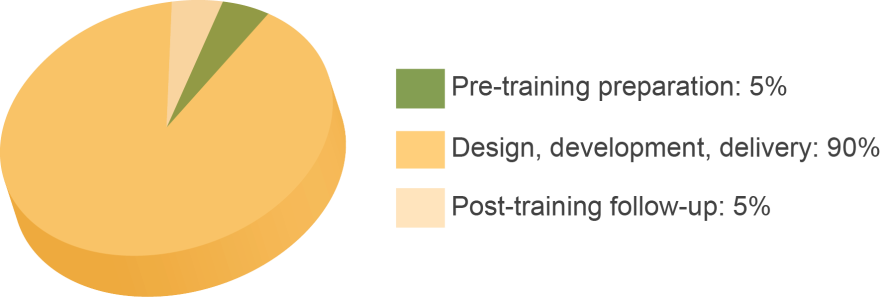 Pre-training preparation: 5%
Design, development, delivery: 90%
Post-training follow-up: 5%